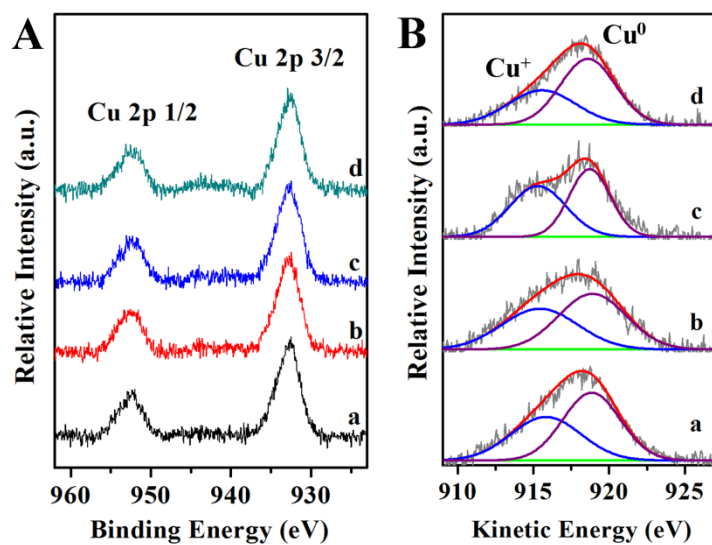 A
Cu 2p 3/2
Cu 2p 1/2
d
c
b
a
Relative Intensity (a.u.)
960 950 940 930
Binding Energy (eV)
B
Cu⁰
Cu⁺
d
c
b
a
Relative Intensity (a.u.)
910 915 920 925
Kinetic Energy (eV)